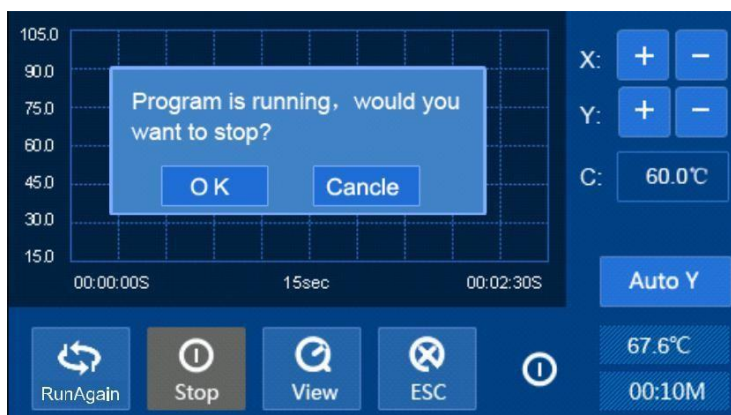 105.0
90.0
75.0
60.0
45.0
30.0
15.0
Program is running, would you
want to stop?
OK
Cancle
00:00:00S
15sec
00:02:30S
X:
+
−
Y:
+
−
C:
60.0℃
Auto Y
RunAgain
Stop
View
ESC
67.6℃
00:10M